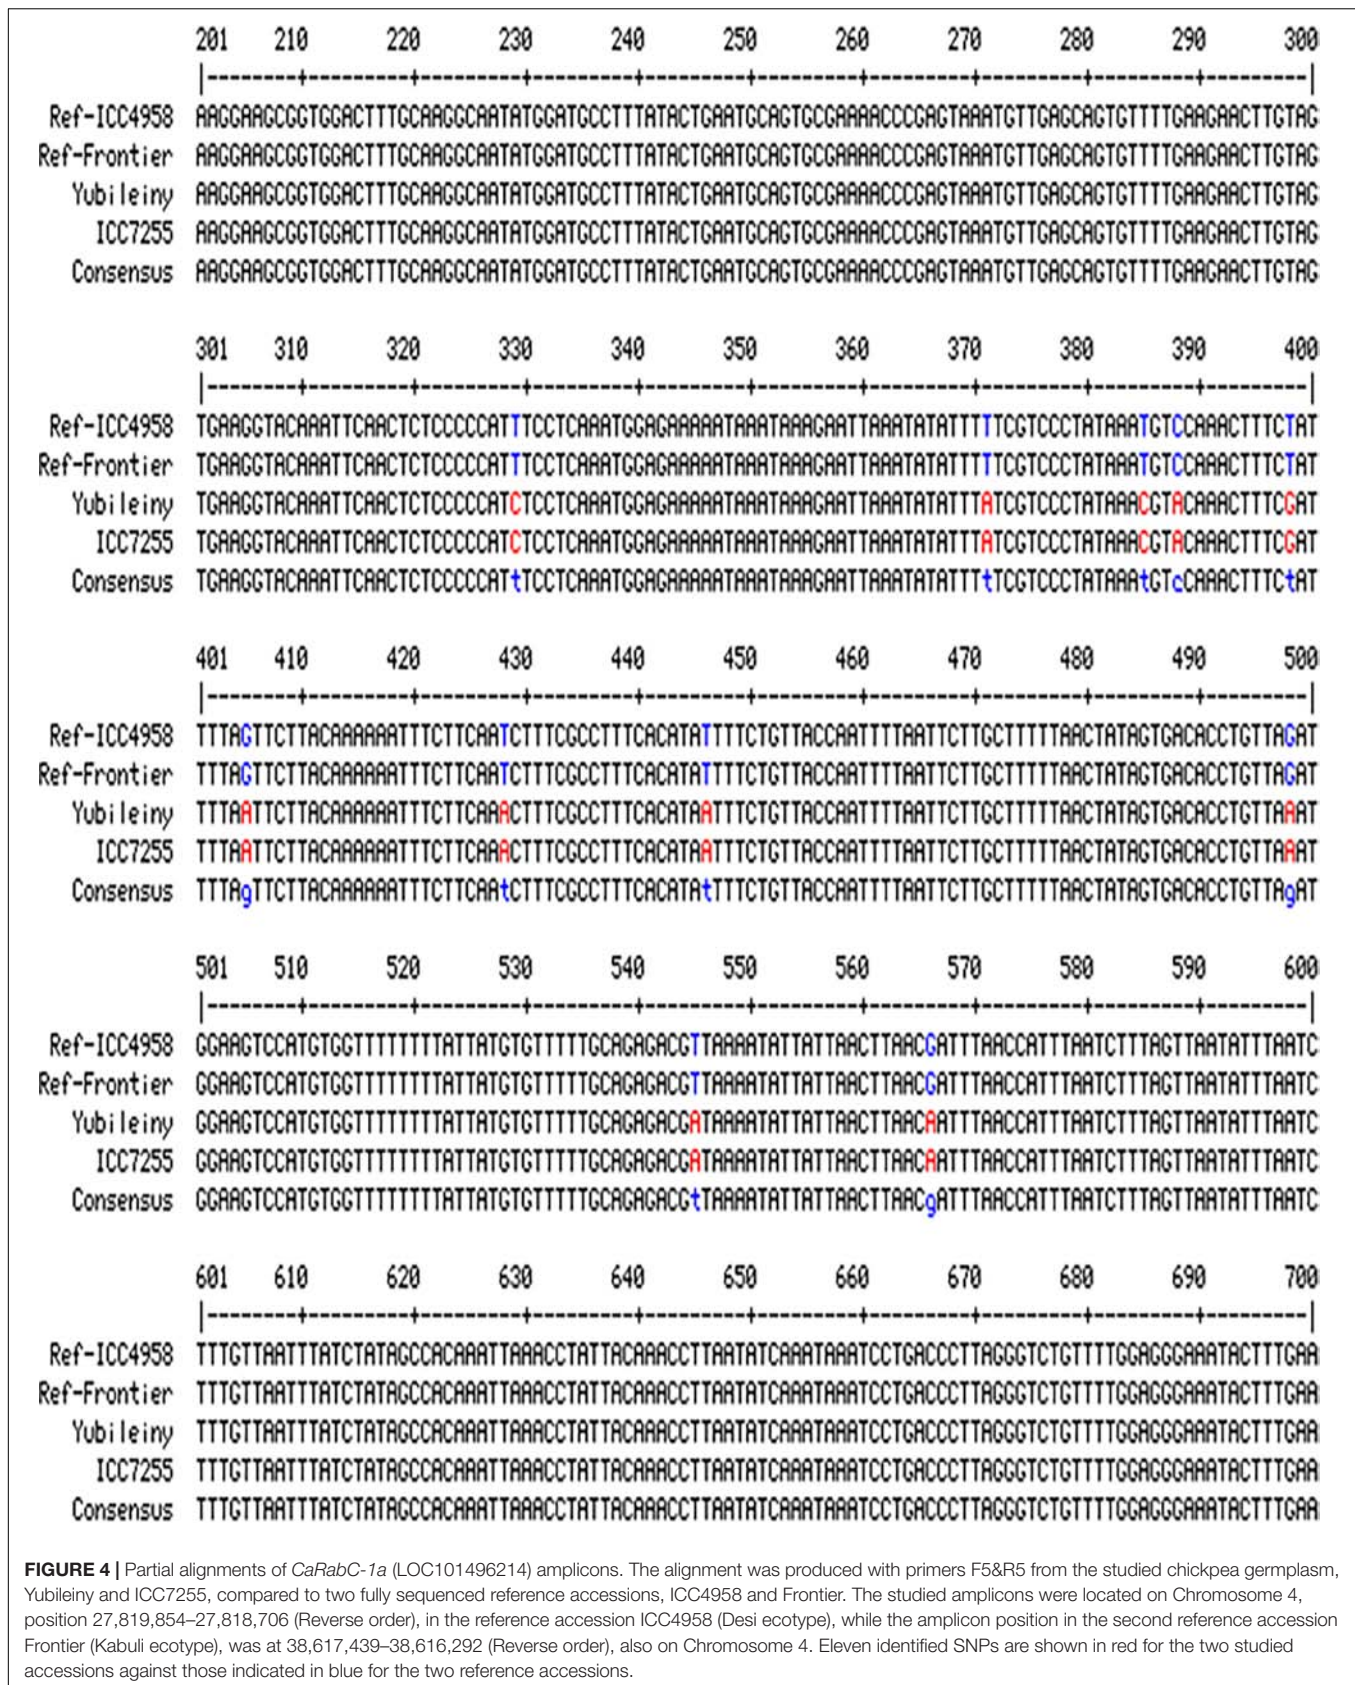 201 210 220 230 240 250 260 270 280 290 300
|--------+---------+---------+---------+---------+---------+---------+---------+---------+---------|
Ref-ICC4958 AAGGAAGCGGTGGACTTTGCAAGGCAATATGGATGCCTTTATACTGAATGCAGTGCGAAAACCCGAGTAAATGTTGAGCAGTGTTTTGAAGAACTTGTAG
Ref-Frontier AAGGAAGCGGTGGACTTTGCAAGGCAATATGGATGCCTTTATACTGAATGCAGTGCGAAAACCCGAGTAAATGTTGAGCAGTGTTTTGAAGAACTTGTAG
Yubileiny AAGGAAGCGGTGGACTTTGCAAGGCAATATGGATGCCTTTATACTGAATGCAGTGCGAAAACCCGAGTAAATGTTGAGCAGTGTTTTGAAGAACTTGTAG
ICC7255 AAGGAAGCGGTGGACTTTGCAAGGCAATATGGATGCCTTTATACTGAATGCAGTGCGAAAACCCGAGTAAATGTTGAGCAGTGTTTTGAAGAACTTGTAG
Consensus AAGGAAGCGGTGGACTTTGCAAGGCAATATGGATGCCTTTATACTGAATGCAGTGCGAAAACCCGAGTAAATGTTGAGCAGTGTTTTGAAGAACTTGTAG
301 310 320 330 340 350 360 370 380 390 400
|--------+---------+---------+---------+---------+---------+---------+---------+---------+---------|
Ref-ICC4958 TGAAGGTACAAATTCAACTCTCCCCCATTTCCTCAAATGGAGAAAAATAAATAAAGAATTAAATATATTTTTCGTCCCTATAAATGTCCAAACTTTCTAT
Ref-Frontier TGAAGGTACAAATTCAACTCTCCCCCATTTCCTCAAATGGAGAAAAATAAATAAAGAATTAAATATATTTTTCGTCCCTATAAATGTCCAAACTTTCTAT
Yubileiny TGAAGGTACAAATTCAACTCTCCCCCATCTCCTCAAATGGAGAAAAATAAATAAAGAATTAAATATATTTATCGTCCCTATAAACGTACAAACTTTCGAT
ICC7255 TGAAGGTACAAATTCAACTCTCCCCCATCTCCTCAAATGGAGAAAAATAAATAAAGAATTAAATATATTTATCGTCCCTATAAACGTACAAACTTTCGAT
Consensus TGAAGGTACAAATTCAACTCTCCCCCATtTCCTCAAATGGAGAAAAATAAATAAAGAATTAAATATATTTtTCGTCCCTATAAAtGTcCAAACTTTCtAT
401 410 420 430 440 450 460 470 480 490 500
|--------+---------+---------+---------+---------+---------+---------+---------+---------+---------|
Ref-ICC4958 TTTAGTTCTTACAAAAAATTTCTTCAATCTTTCGCCTTTCACATATTTTCTGTTACCAATTTTAATTCTTGCTTTTTAACTATAGTGACACCTGTTAGAT
Ref-Frontier TTTAGTTCTTACAAAAAATTTCTTCAATCTTTCGCCTTTCACATATTTTCTGTTACCAATTTTAATTCTTGCTTTTTAACTATAGTGACACCTGTTAGAT
Yubileiny TTTAATTCTTACAAAAAATTTCTTCAAACTTTCGCCTTTCACATAATTTCTGTTACCAATTTTAATTCTTGCTTTTTAACTATAGTGACACCTGTTAAAT
ICC7255 TTTAATTCTTACAAAAAATTTCTTCAAACTTTCGCCTTTCACATAATTTCTGTTACCAATTTTAATTCTTGCTTTTTAACTATAGTGACACCTGTTAAAT
Consensus TTTAgTTCTTACAAAAAATTTCTTCAAtCTTTCGCCTTTCACATAtTTTCTGTTACCAATTTTAATTCTTGCTTTTTAACTATAGTGACACCTGTTAgAT
501 510 520 530 540 550 560 570 580 590 600
|--------+---------+---------+---------+---------+---------+---------+---------+---------+---------|
Ref-ICC4958 GGAAGTCCATGTGGTTTTTTTTATTATGTGTTTTTGCAGAGACGTTAAAATATTATTAACTTAACGATTTAACCATTTAATCTTTAGTTAATATTTAATC
Ref-Frontier GGAAGTCCATGTGGTTTTTTTTATTATGTGTTTTTGCAGAGACGTTAAAATATTATTAACTTAACGATTTAACCATTTAATCTTTAGTTAATATTTAATC
Yubileiny GGAAGTCCATGTGGTTTTTTTTATTATGTGTTTTTGCAGAGACGATAAAATATTATTAACTTAACAATTTAACCATTTAATCTTTAGTTAATATTTAATC
ICC7255 GGAAGTCCATGTGGTTTTTTTTATTATGTGTTTTTGCAGAGACGATAAAATATTATTAACTTAACAATTTAACCATTTAATCTTTAGTTAATATTTAATC
Consensus GGAAGTCCATGTGGTTTTTTTTATTATGTGTTTTTGCAGAGACGtTAAAATATTATTAACTTAACgATTTAACCATTTAATCTTTAGTTAATATTTAATC
601 610 620 630 640 650 660 670 680 690 700
|--------+---------+---------+---------+---------+---------+---------+---------+---------+---------|
Ref-ICC4958 TTTGTTAATTTATCTATAGCCACAAATTAAACCTATTACAAACCTTAATATCAAATAAATCCTGACCCTTAGGGTCTGTTTTGGAGGGAAATACTTTGAA
Ref-Frontier TTTGTTAATTTATCTATAGCCACAAATTAAACCTATTACAAACCTTAATATCAAATAAATCCTGACCCTTAGGGTCTGTTTTGGAGGGAAATACTTTGAA
Yubileiny TTTGTTAATTTATCTATAGCCACAAATTAAACCTATTACAAACCTTAATATCAAATAAATCCTGACCCTTAGGGTCTGTTTTGGAGGGAAATACTTTGAA
ICC7255 TTTGTTAATTTATCTATAGCCACAAATTAAACCTATTACAAACCTTAATATCAAATAAATCCTGACCCTTAGGGTCTGTTTTGGAGGGAAATACTTTGAA
Consensus TTTGTTAATTTATCTATAGCCACAAATTAAACCTATTACAAACCTTAATATCAAATAAATCCTGACCCTTAGGGTCTGTTTTGGAGGGAAATACTTTGAA
FIGURE 4 | Partial alignments of CaRabC-1a (LOC101496214) amplicons. The alignment was produced with primers F5&R5 from the studied chickpea germplasm,
Yubileiny and ICC7255, compared to two fully sequenced reference accessions, ICC4958 and Frontier. The studied amplicons were located on Chromosome 4,
position 27,819,854–27,818,706 (Reverse order), in the reference accession ICC4958 (Desi ecotype), while the amplicon position in the second reference accession
Frontier (Kabuli ecotype), was at 38,617,439–38,616,292 (Reverse order), also on Chromosome 4. Eleven identified SNPs are shown in red for the two studied
accessions against those indicated in blue for the two reference accessions.